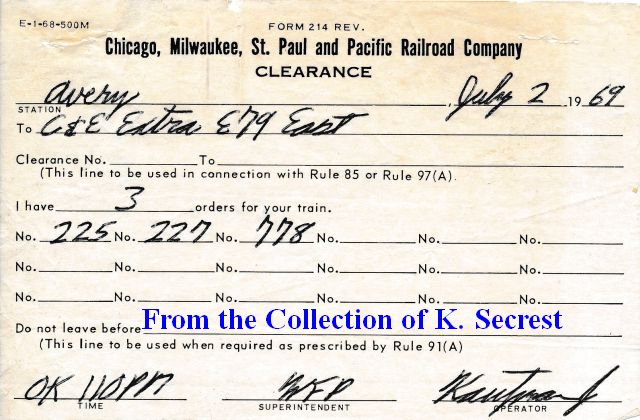 E-1-68-500M
FORM 214 REV.
Chicago, Milwaukee, St. Paul and Pacific Railroad Company
CLEARANCE
Avery July 2 1969
STATION
To C&E Extra E79 East
Clearance No. To
(This line to be used in connection with Rule 85 or Rule 97(A).
I have 3 orders for your train.
No. 225 No. 227 No. 778 No. No. No.
No. No. No. No. No. No.
No. No. No. No. No. No.
Do not leave before From the Collection of K. Secrest
(This line to be used when required as prescribed by Rule 91(A)
OK 110PM
TIME SUPERINTENDENT OPERATOR